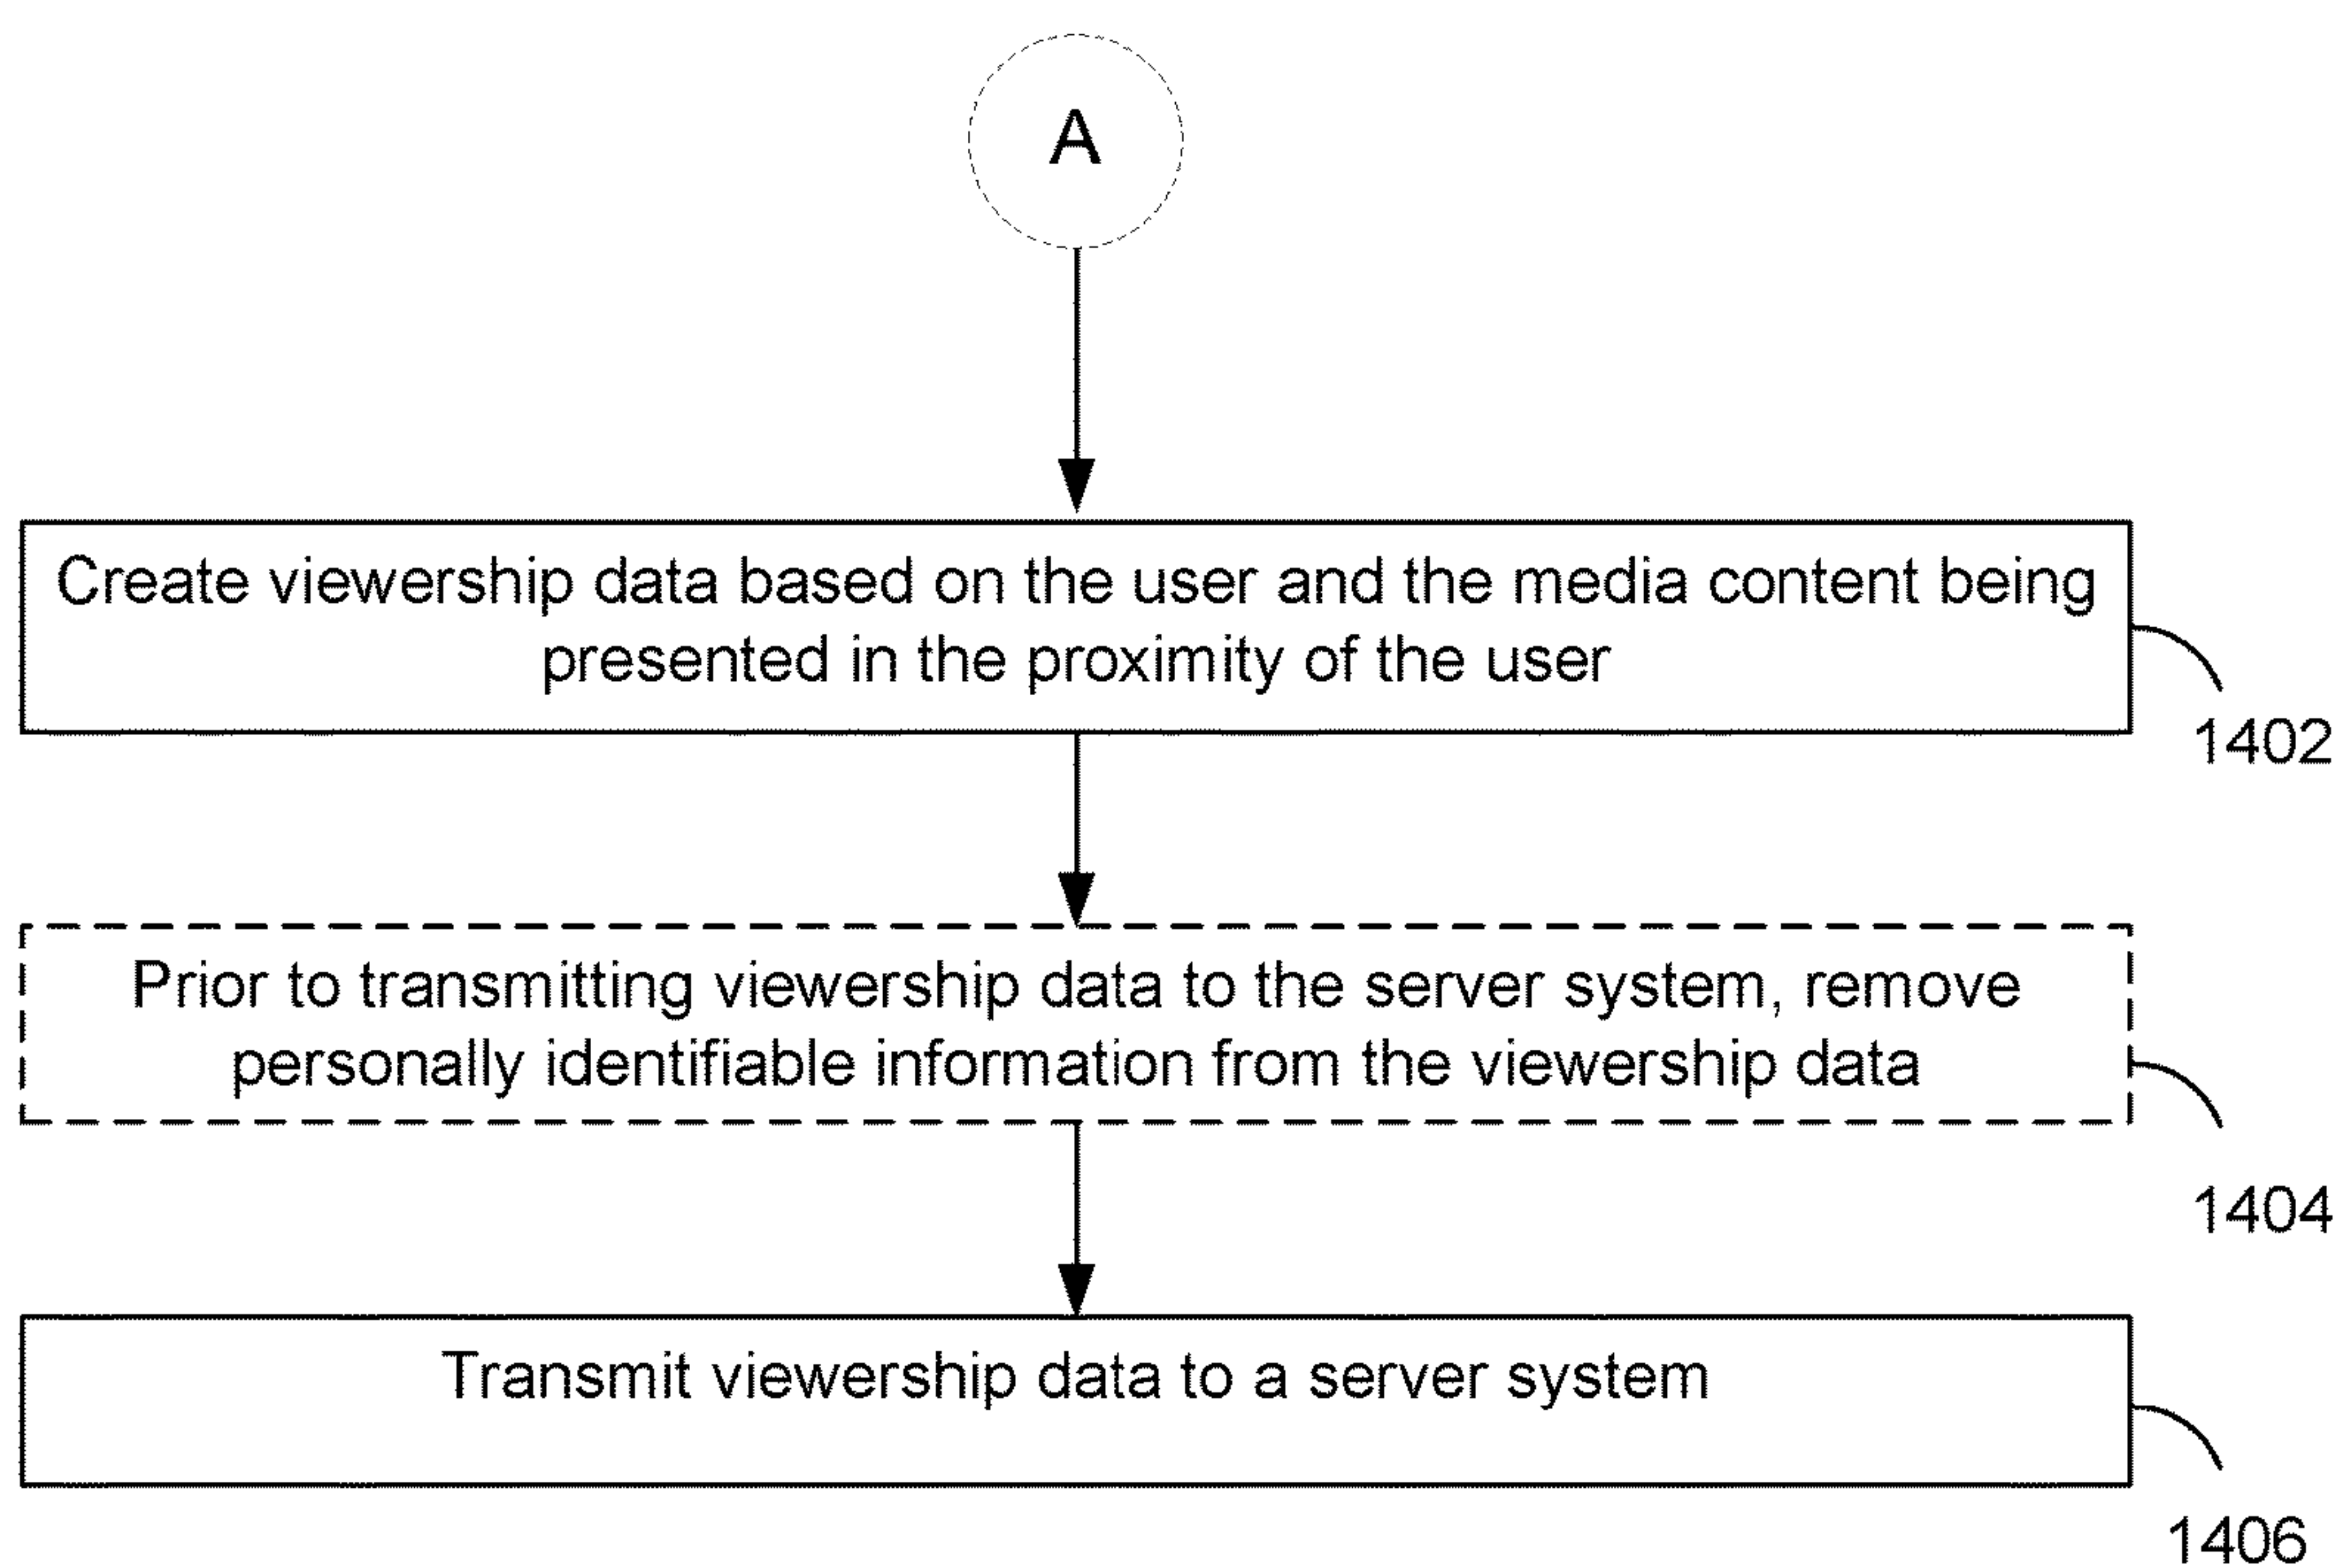 A
Create viewership data based on the user and the media content being
presented in the proximity of the user
1402
Prior to transmitting viewership data to the server system, remove
personally identifiable information from the viewership data
1404
Transmit viewership data to a server system
1406